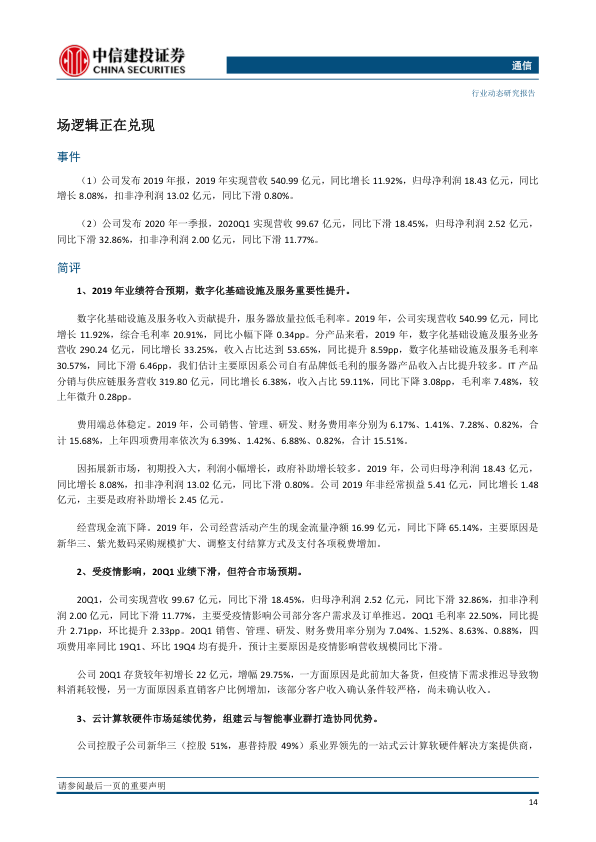 中信建投证券
CHINA SECURITIES
通信
行业动态研究报告
场逻辑正在兑现
事件
（1）公司发布 2019 年报，2019 年实现营收 540.99 亿元，同比增长 11.92%，归母净利润 18.43 亿元，同比
增长 8.08%，扣非净利润 13.02 亿元，同比下滑 0.80%。
（2）公司发布 2020 年一季报，2020Q1 实现营收 99.67 亿元，同比下滑 18.45%，归母净利润 2.52 亿元，
同比下滑 32.86%，扣非净利润 2.00 亿元，同比下滑 11.77%。
简评
1、2019 年业绩符合预期，数字化基础设施及服务重要性提升。
数字化基础设施及服务收入贡献提升，服务器放量拉低毛利率。2019 年，公司实现营收 540.99 亿元，同比
增长 11.92%，综合毛利率 20.91%，同比小幅下降 0.34pp。分产品来看，2019 年，数字化基础设施及服务业务
营收 290.24 亿元，同比增长 33.25%，收入占比达到 53.65%，同比提升 8.59pp，数字化基础设施及服务毛利率
30.57%，同比下滑 6.46pp，我们估计主要原因系公司自有品牌低毛利的服务器产品收入占比提升较多。IT 产品
分销与供应链服务营收 319.80 亿元，同比增长 6.38%，收入占比 59.11%，同比下降 3.08pp，毛利率 7.48%，较
上年微升 0.28pp。
费用端总体稳定。2019 年，公司销售、管理、研发、财务费用率分别为 6.17%、1.41%、7.28%、0.82%，合
计 15.68%，上年四项费用率依次为 6.39%、1.42%、6.88%、0.82%，合计 15.51%。
因拓展新市场，初期投入大，利润小幅增长，政府补助增长较多。2019 年，公司归母净利润 18.43 亿元，
同比增长 8.08%，扣非净利润 13.02 亿元，同比下滑 0.80%。公司 2019 年非经常损益 5.41 亿元，同比增长 1.48
亿元，主要是政府补助增长 2.45 亿元。
经营现金流下降。2019 年，公司经营活动产生的现金流量净额 16.99 亿元，同比下降 65.14%，主要原因是
新华三、紫光数码采购规模扩大、调整支付结算方式及支付各项税费增加。
2、受疫情影响，20Q1 业绩下滑，但符合市场预期。
20Q1，公司实现营收 99.67 亿元，同比下滑 18.45%，归母净利润 2.52 亿元，同比下滑 32.86%，扣非净利
润 2.00 亿元，同比下滑 11.77%，主要受疫情影响公司部分客户需求及订单推迟。20Q1 毛利率 22.50%，同比提
升 2.71pp，环比提升 2.33pp。20Q1 销售、管理、研发、财务费用率分别为 7.04%、1.52%、8.63%、0.88%，四
项费用率同比 19Q1、环比 19Q4 均有提升，预计主要原因是疫情影响营收规模同比下滑。
公司 20Q1 存货较年初增长 22 亿元，增幅 29.75%，一方面原因是此前加大备货，但疫情下需求推迟导致物
料消耗较慢，另一方面原因系直销客户比例增加，该部分客户收入确认条件较严格，尚未确认收入。
3、云计算软硬件市场延续优势，组建云与智能事业群打造协同优势。
公司控股子公司新华三（控股 51%，惠普持股 49%）系业界领先的一站式云计算软硬件解决方案提供商，
请参阅最后一页的重要声明
14